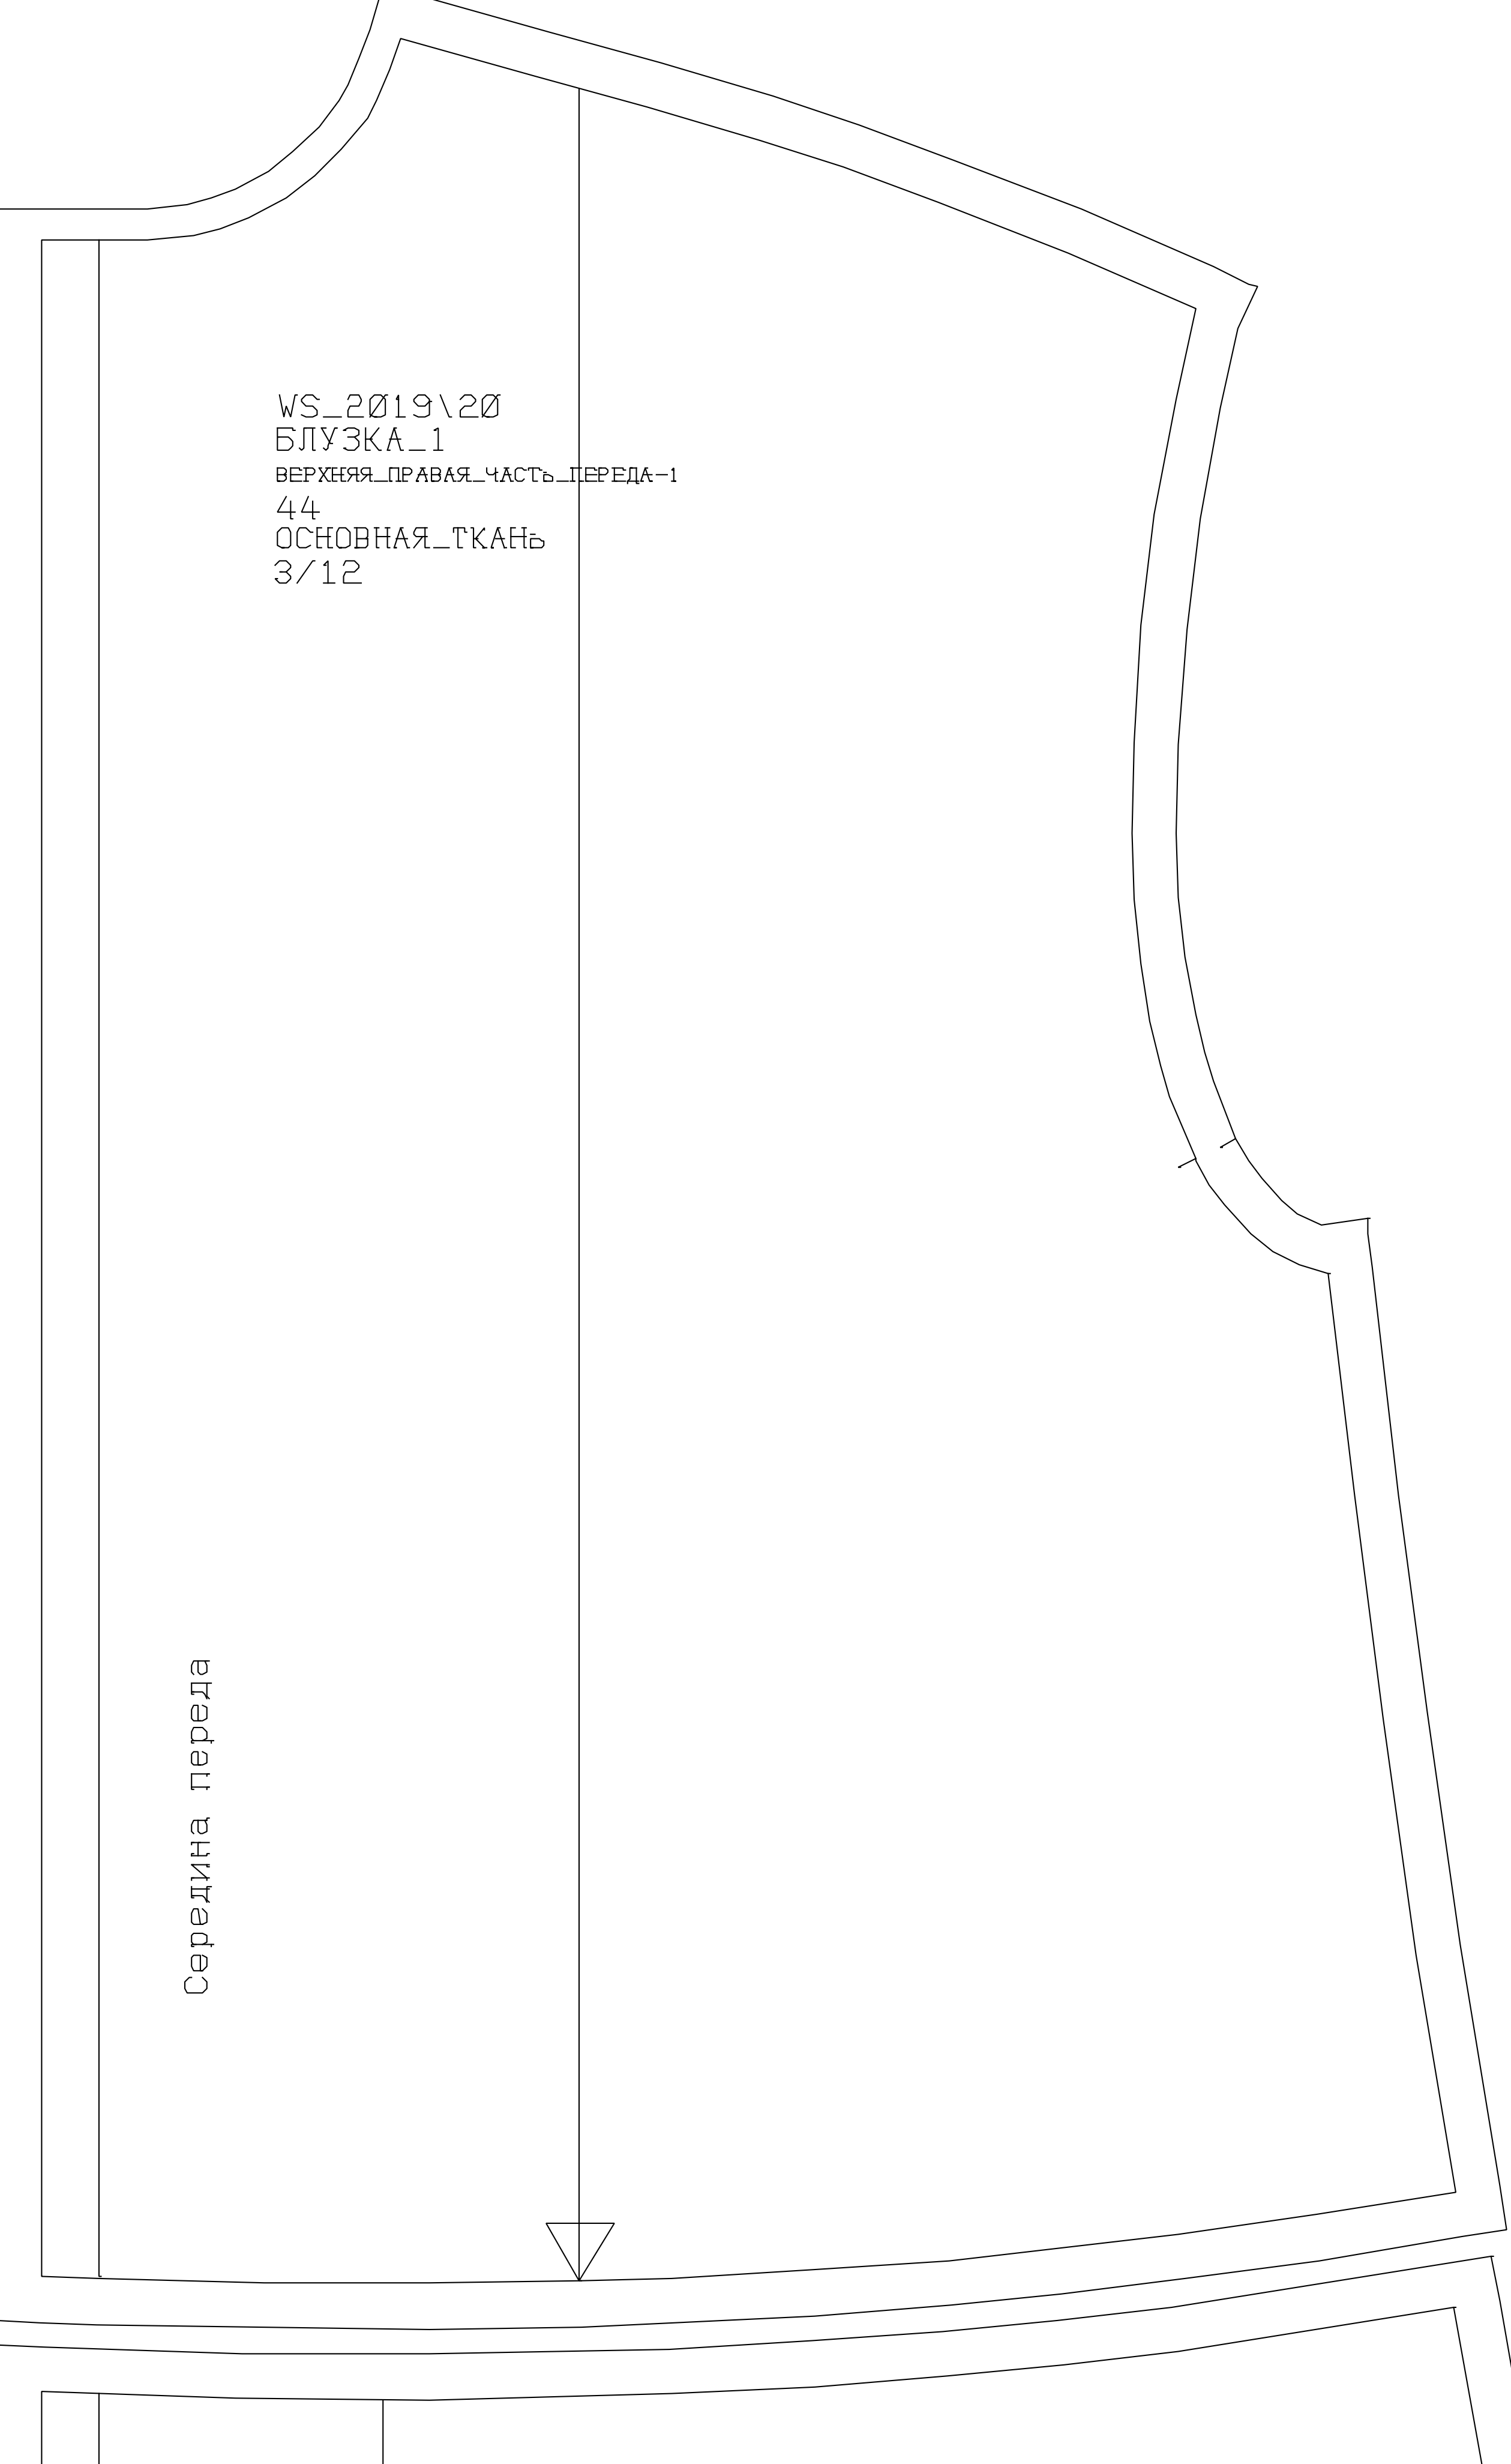 WS_2019\20
БЛУЗКА_1
ВЕРХНЯЯ_ПРАВАЯ_ЧАСТЬ_ПЕРЕДА-1
44
ОСНОВНАЯ_ТКАНЬ
3/12
Середина переда